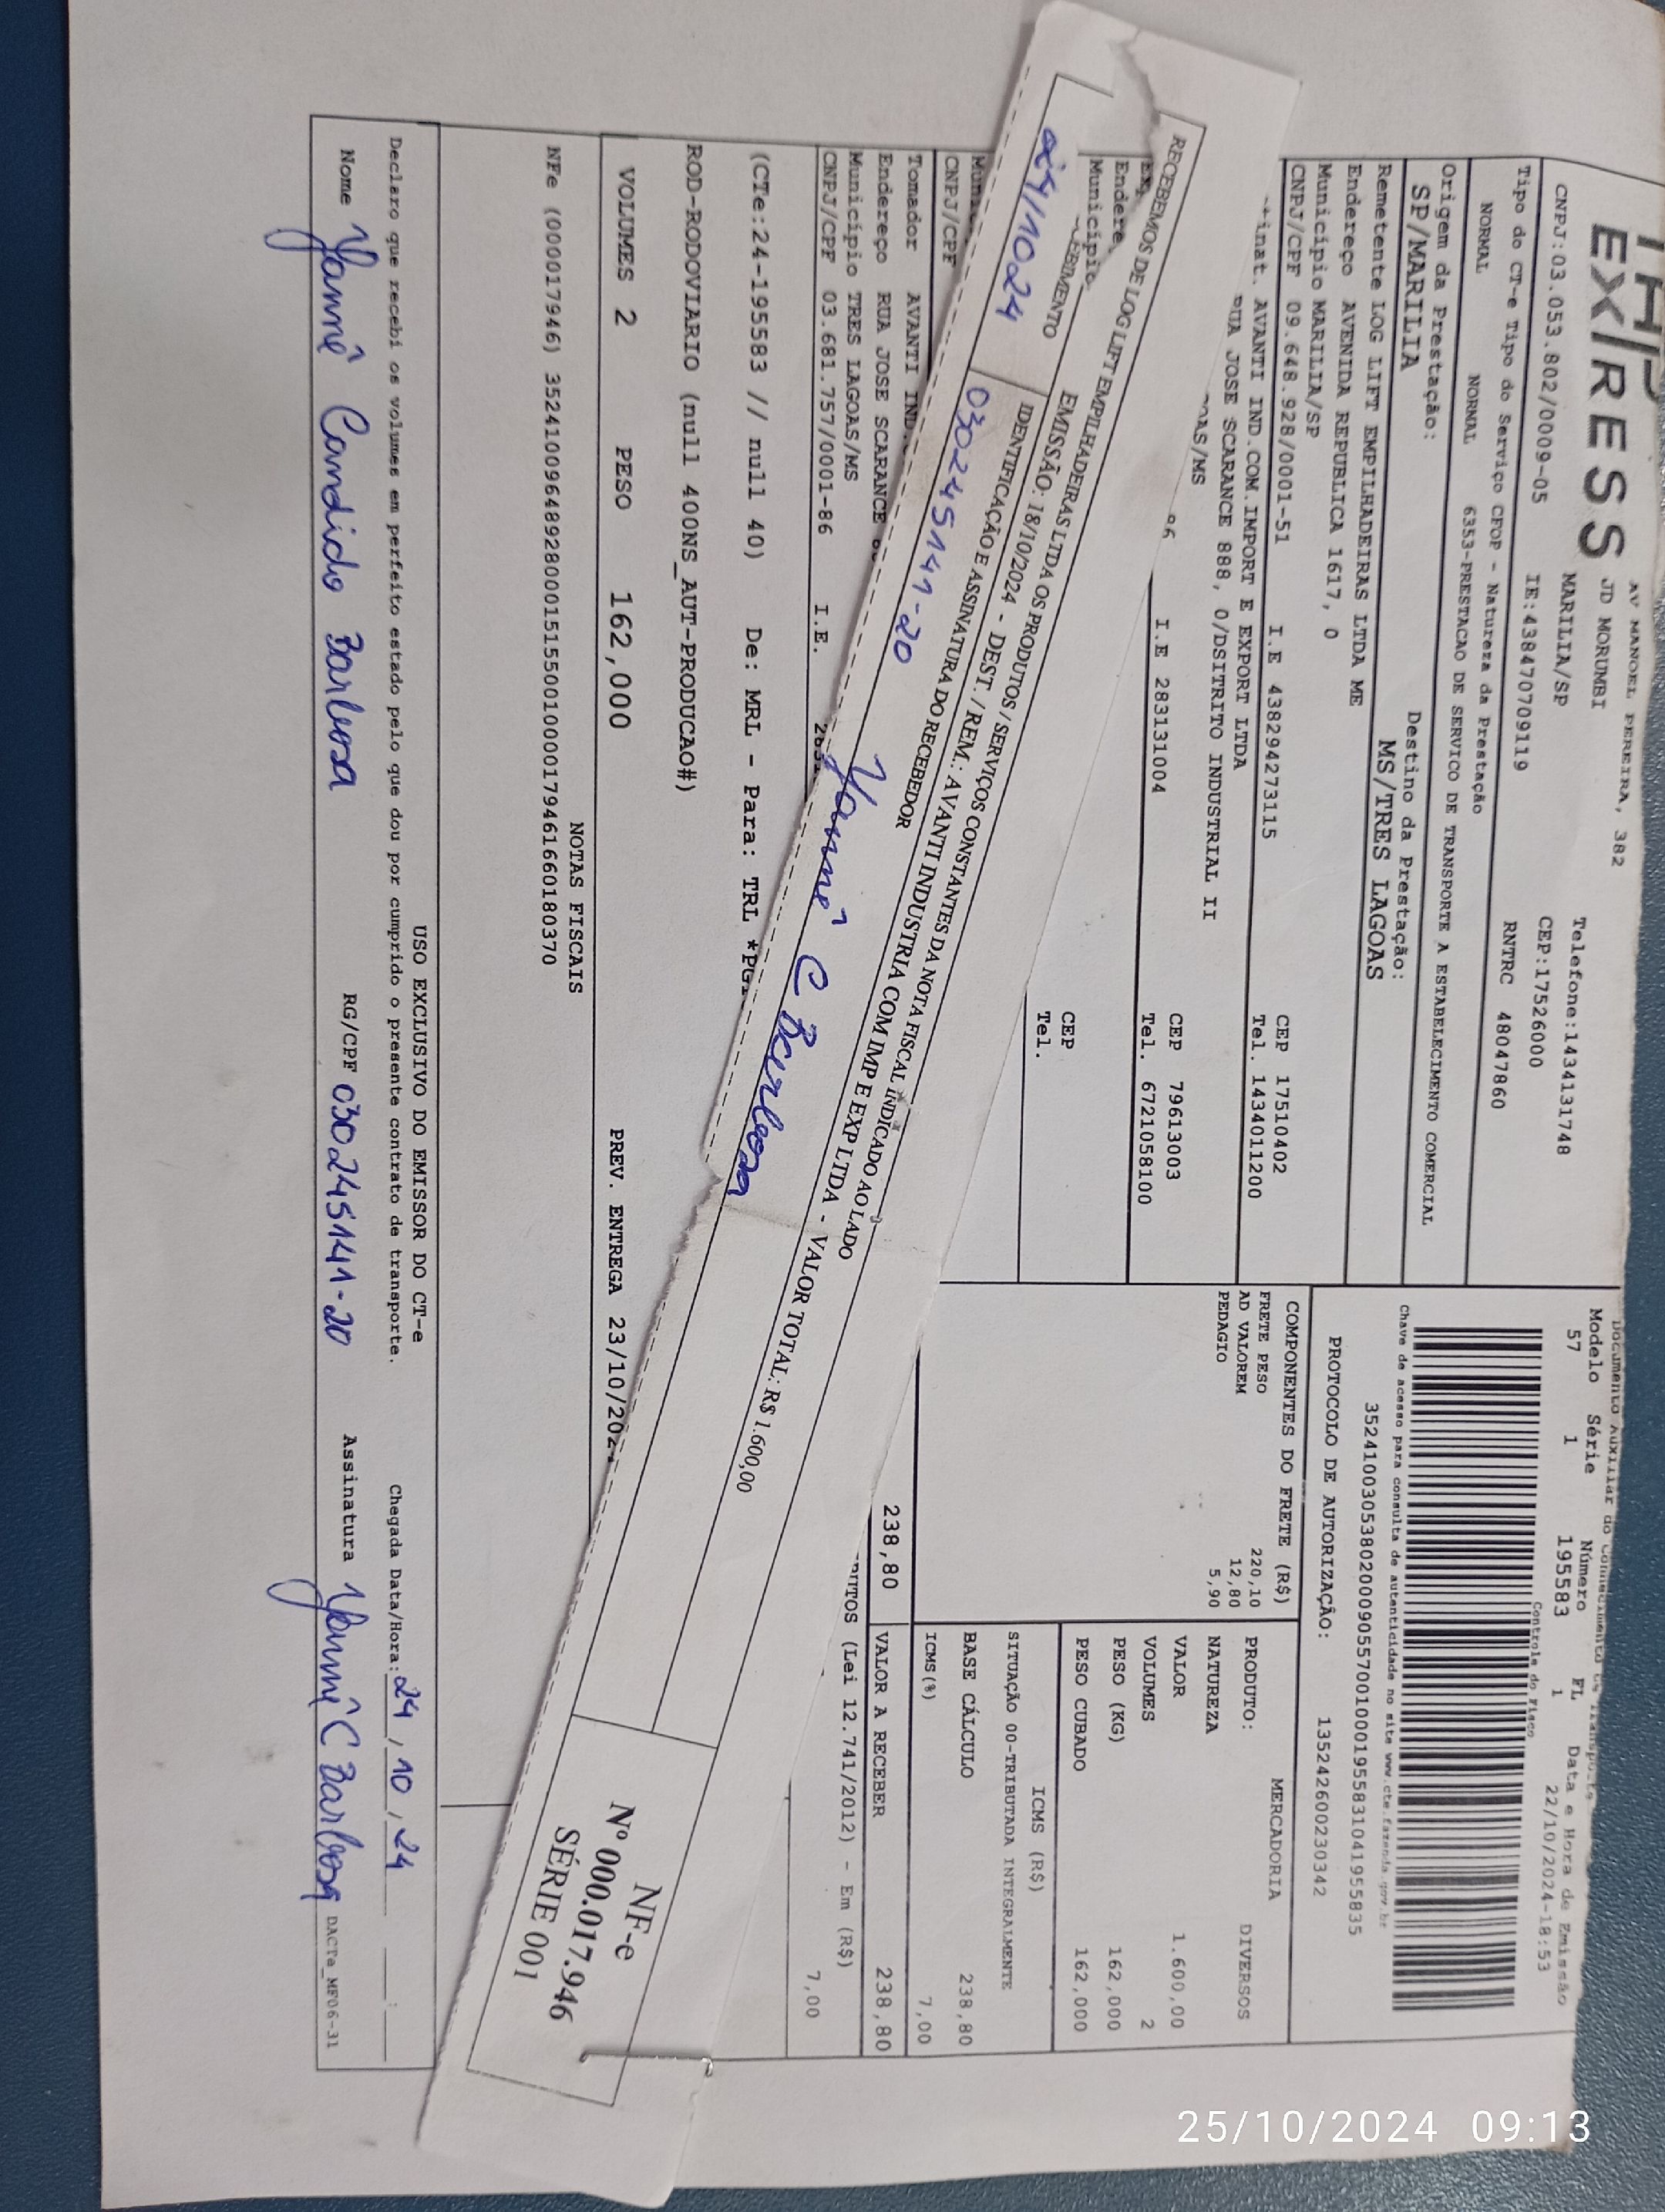 EXPRESS
AV MANOEL PEREIRA, 382
JD MORUMBI
MARILIA/SP
Telefone:1434131748
CEP:17526000
CNPJ:03.053.802/0009-05
IE:438470709119
RNTRC 48047860
Tipo do CT-e Tipo do Serviço CFOP - Natureza da Prestação
NORMAL NORMAL 6353-PRESTACAO DE SERVICO DE TRANSPORTE A ESTABELECIMENTO COMERCIAL
Origem da Prestação: Destino da Prestação:
SP/MARILIA MS/TRES LAGOAS
Remetente LOG LIFT EMPILHADEIRAS LTDA ME
Endereço AVENIDA REPUBLICA 1617, 0
Município MARILIA/SP CEP 17510402
CNPJ/CPF 09.648.928/0001-51 I.E 438294273115 Tel. 1434011200
inat. AVANTI IND.COM.IMPORT E EXPORT LTDA
RUA JOSE SCARANCE 888, 0/DSITRITO INDUSTRIAL II
OAS/MS CEP 79613003
86 I.E 283131004 Tel. 6721058100
Endere
Município CEP
Tel.
CNPJ/CPF
Tomador AVANTI IND
Endereço RUA JOSE SCARANCE
Município TRES LAGOAS/MS
CNPJ/CPF 03.681.757/0001-86 I.E.
(CTe:24-195583 // null 40) De: MRL - Para: TRL
ROD-RODOVIARIO (null 400NS_AUT-PRODUCAO#)
VOLUMES 2 PESO 162,000 PREV. ENTREGA 23/10/202
NOTAS FISCAIS
NFe (000017946) 35241009648928000151550010000179461660180370
USO EXCLUSIVO DO EMISSOR DO CT-e
Declaro que recebi os volumes em perfeito estado pelo que dou por cumprido o presente contrato de transporte. Chegada Data/Hora: 24 / 10 / 24 __:__
Nome Yannê Candido Barbosa RG/CPF 030245141-20 Assinatura Yannê C Barbosa DACTe_MF06-31
Documento Auxiliar do Conhecimento de Transporte
Modelo Série Número FL Data e Hora de Emissão
57 1 195583 1 22/10/2024-18:53
Controle do Fisco
Chave de acesso para consulta de autenticidade no site www.cte.fazenda.gov.br
35241003053802000905570010001955831041955835
PROTOCOLO DE AUTORIZAÇÃO: 135242600230342
COMPONENTES DO FRETE (R$)
FRETE PESO 220,10
AD VALOREM 12,80
PEDAGIO 5,90
MERCADORIA
PRODUTO: DIVERSOS
NATUREZA
VALOR 1.600,00
VOLUMES 2
PESO (KG) 162,000
PESO CUBADO 162,000
ICMS (R$)
SITUAÇÃO 00-TRIBUTADA INTEGRALMENTE
BASE CÁLCULO 238,80
ICMS(%) 7,00
238,80 VALOR A RECEBER 238,80
(Lei 12.741/2012) - Em (R$)
7,00
RECEBEMOS DE LOG LIFT EMPILHADEIRAS LTDA OS PRODUTOS / SERVIÇOS CONSTANTES DA NOTA FISCAL INDICADO AO LADO
EMISSÃO: 18/10/2024 - DEST. / REM.: AVANTI INDUSTRIA COM IMP E EXP LTDA - VALOR TOTAL: R$ 1.600,00
EBIMENTO IDENTIFICAÇÃO E ASSINATURA DO RECEBEDOR
030245141-20 Yannê C Barbosa
NF-e
Nº 000.017.946
SÉRIE 001
25/10/2024 09:13